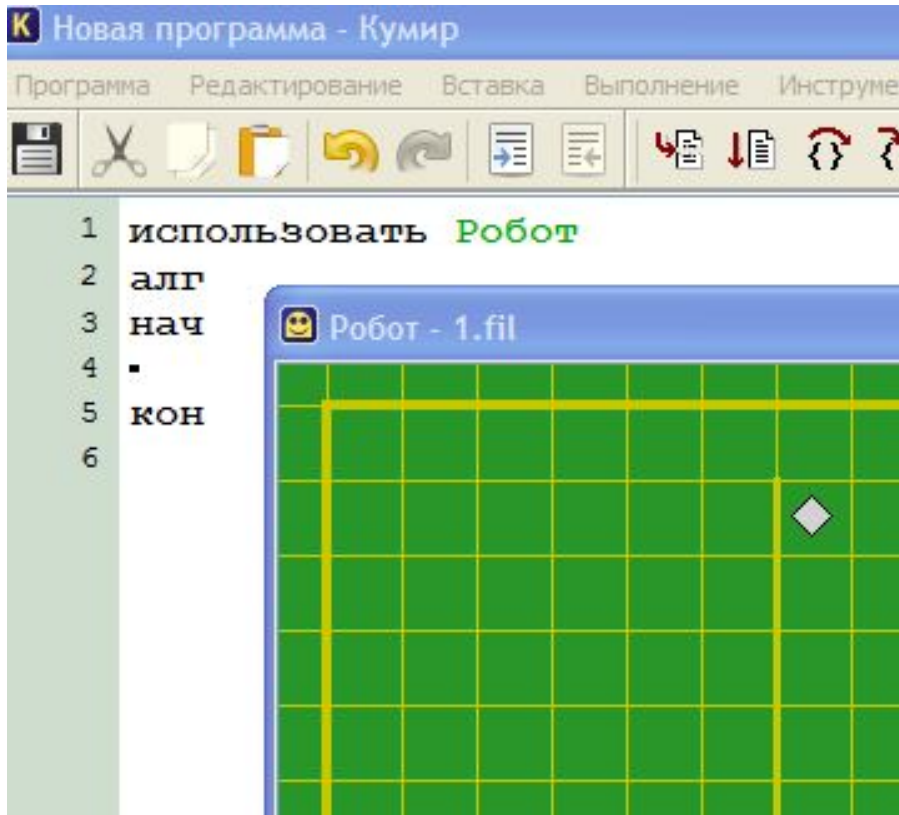 Новая программа - Кумир
Программа Редактирование Вставка Выполнение Инструме
1 использовать Робот
2 алг
3 нач
4
5 кон
6
Робот - 1.fil